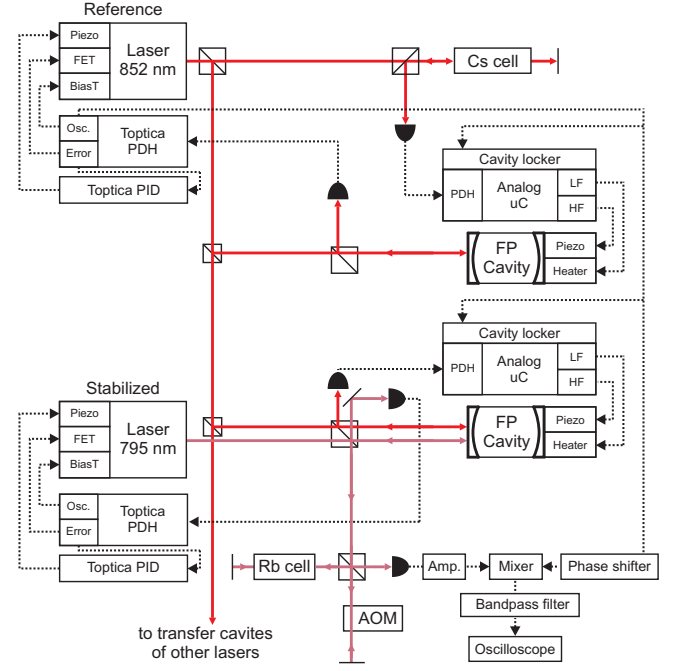 Reference
Piezo
FET
BiasT
Laser
852 nm
Cs cell
Osc.
Error
Toptica
PDH
Toptica PID
Cavity locker
PDH
Analog
uC
LF
HF
FP
Cavity
Piezo
Heater
Cavity locker
PDH
Analog
uC
LF
HF
Stabilized
Piezo
FET
BiasT
Laser
795 nm
FP
Cavity
Piezo
Heater
Osc.
Error
Toptica
PDH
Toptica PID
Rb cell
Amp.
Mixer
Phase shifter
AOM
Bandpass filter
Oscilloscope
to transfer cavites
of other lasers